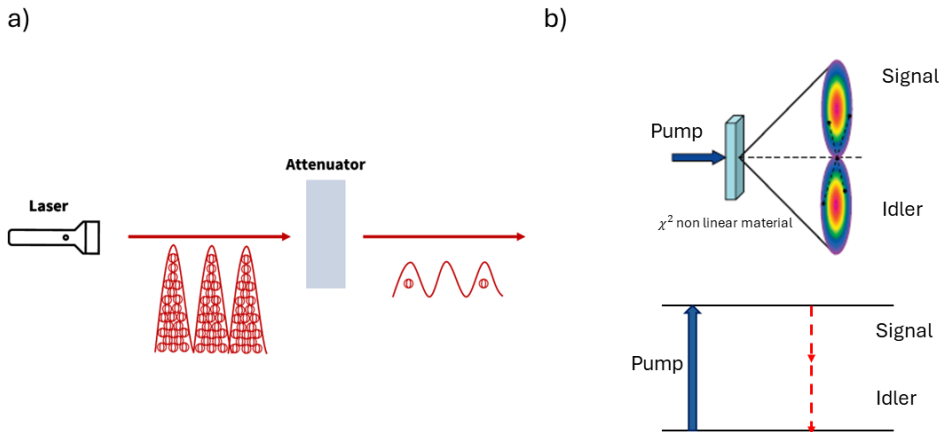 a)
Laser
Attenuator
b)
Signal
Pump
Idler
χ² non linear material
Signal
Pump
Idler